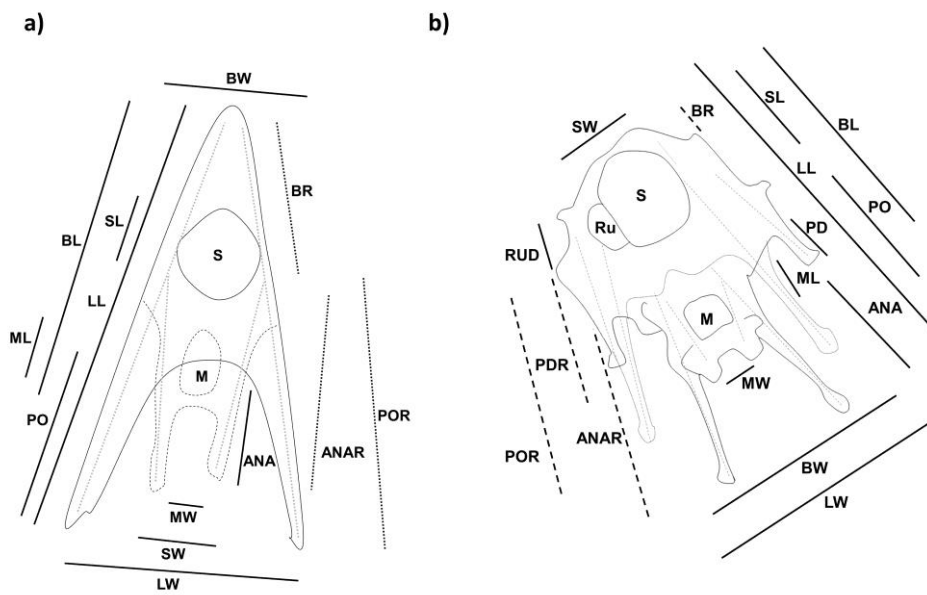 a)
BW
BR
SL
BL
S
LL
ML
M
PO
POR
ANA
ANAR
MW
SW
LW
b)
BR
SL
BL
SW
LL
S
PO
Ru
PD
RUD
ML
ANA
M
PDR
MW
ANAR
POR
BW
LW